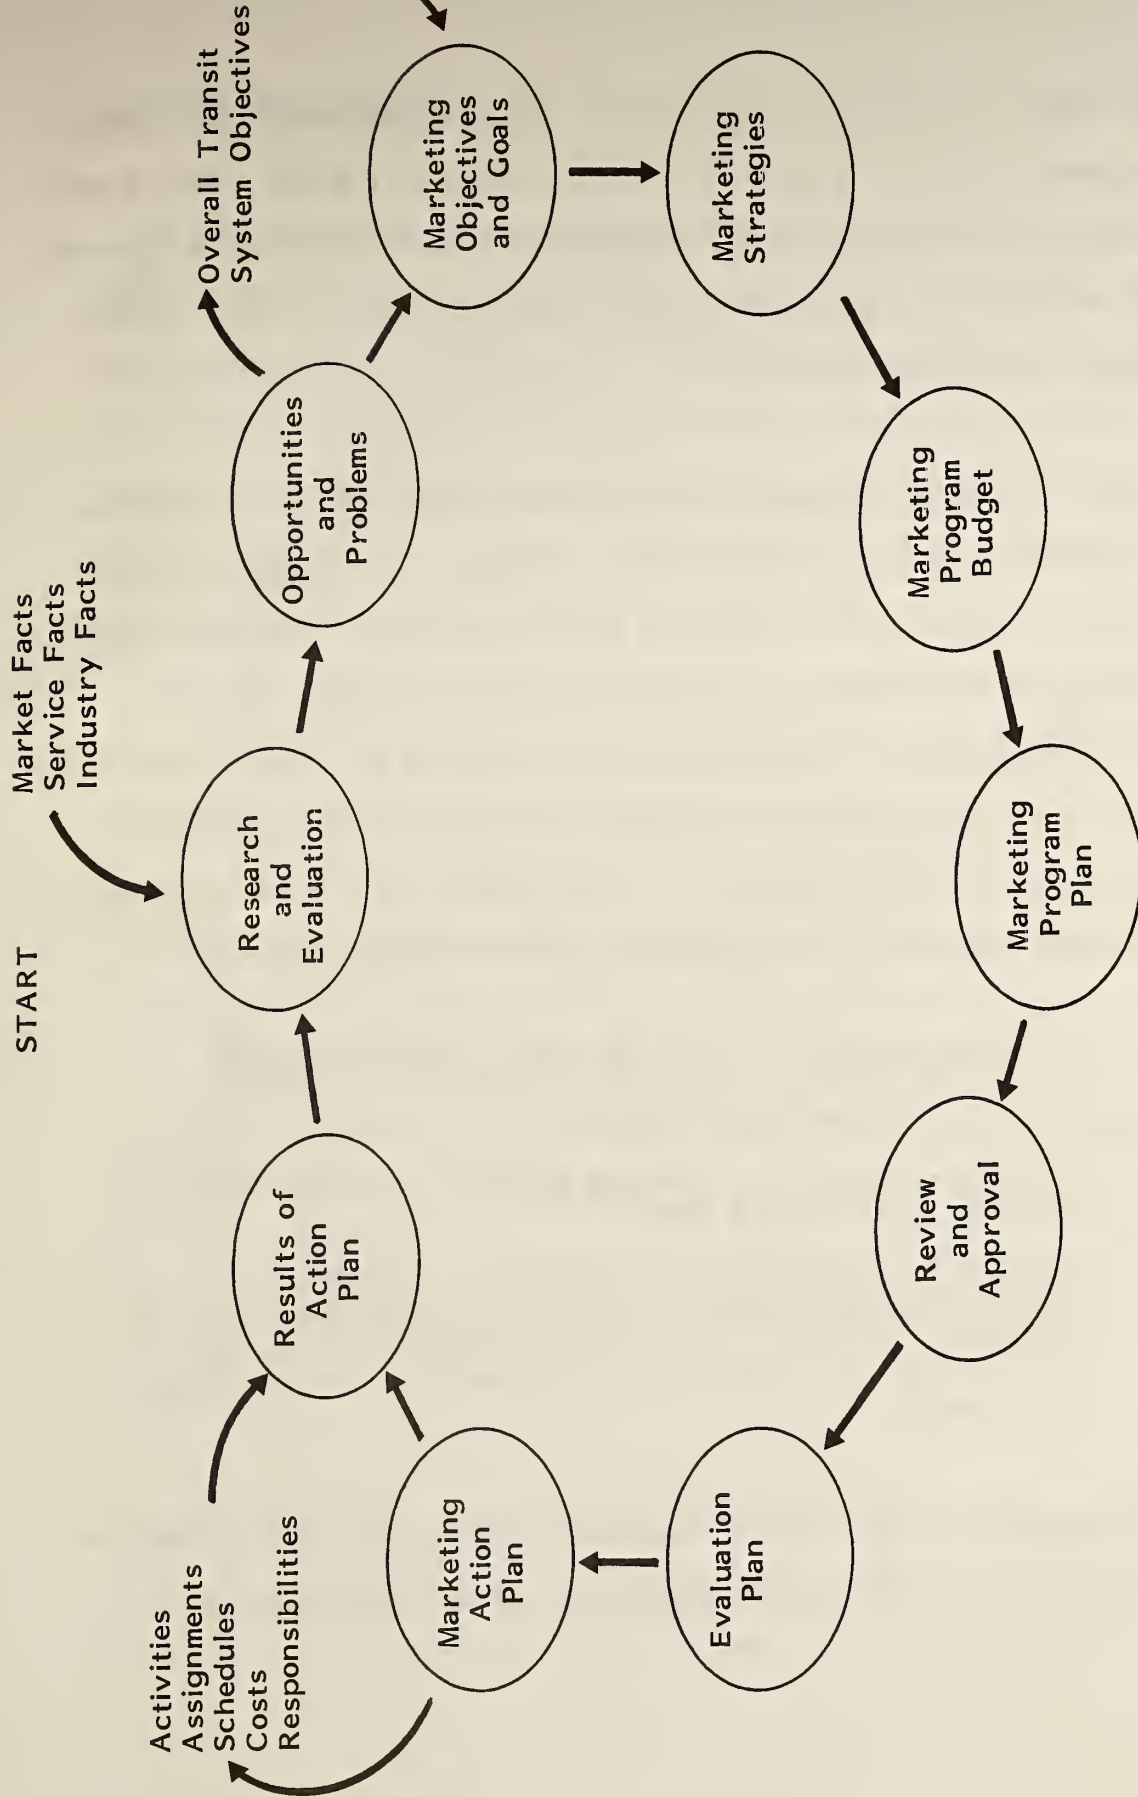 START
Market Facts
Service Facts
Industry Facts
Research
and
Evaluation
Opportunities
and
Problems
Overall Transit
System Objectives
Marketing
Objectives
and Goals
Marketing
Strategies
Marketing
Program
Budget
Marketing
Program
Plan
Review
and
Approval
Evaluation
Plan
Marketing
Action
Plan
Activities
Assignments
Schedules
Costs
Responsibilities
Results of
Action
Plan